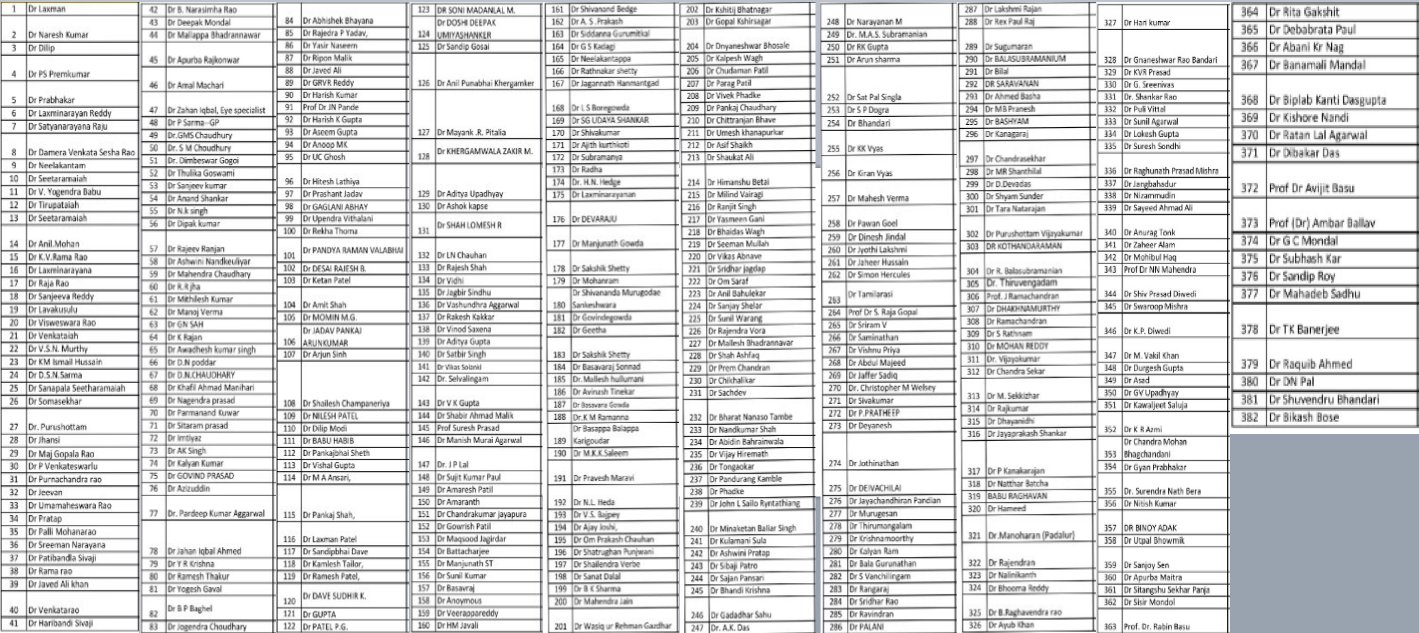 1 Dr Laxman
2 Dr Naresh Kumar
3 Dr Dilip
4 Dr PS Premkumar
5 Dr Prabhakar
6 Dr Laxminarayan Reddy
7 Dr Satyanarayana Raju
8 Dr Damera Venkata Sesha Rao
9 Dr Neelakantam
10 Dr Seetaramaiah
11 Dr V. Yogendra Babu
12 Dr Tirupataiah
13 Dr Seetaramaiah
14 Dr Anil.Mohan
15 Dr K.V.Rama Rao
16 Dr Laxminarayana
17 Dr Raja Rao
18 Dr Sanjeeva Reddy
19 Dr Lavakusulu
20 Dr Visweswara Rao
21 Dr Venkataiah
22 Dr V.S.N. Murthy
23 Dr KM Ismail Hussain
24 Dr D.S.N.Sarma
25 Dr Sanapala Seetharamaiah
26 Dr Somasekhar
27 Dr. Purushottam
28 Dr Jhansi
29 Dr Maj Gopala Rao
30 Dr P Venkateswarlu
31 Dr Purnachandra rao
32 Dr Jeevan
33 Dr Umamaheswara Rao
34 Dr Pratap
35 Dr Palli Mohanarao
36 Dr Sreeman Narayana
37 Dr Patibandla Sivaji
38 Dr Rama rao
39 Dr Javed Ali khan
40 Dr Venkatarao
41 Dr Haribandi Sivaji
42 Dr B. Narasimha Rao
43 Dr Deepak Mondal
44 Dr Mallappa Bhadrannawar
45 Dr Apurba Rajkonwar
46 Dr Amal Machari
47 Dr Zahan Iqbal, Eye specialist
48 Dr P Sarma--GP
49 Dr.GMS Chaudhury
50. Dr. S M Choudhury
51. Dr. Dimbeswar Gogoi
52 Dr Thulika Goswami
53 Dr Sanjeev kumar
54 Dr Anand Shankar
55 Dr N.k singh
56 Dr Dipak kumar
57 Dr Rajeev Ranjan
58 Dr Ashwini Nandkeuliyar
59 Dr Mahendra Chaudhary
60 Dr R.R jha
61 Dr Mithilesh Kumar
62 Dr Manoj Verma
63 Dr GN SAH
64 Dr K Rajan
65 Dr Awadhesh kumar singh
66 Dr D.N poddar
67 Dr D.N.CHAUDHARY
68 Dr Khafil Ahmad Manihari
69 Dr Nagendra prasad
70 Dr Parmanand Kuwar
71 Dr Sitaram prasad
72 Dr Imtiyaz
73 Dr AK Singh
74 Dr Kalyan Kumar
75 Dr GOVIND PRASAD
76 Dr Azizuddin
77 Dr. Pardeep Kumar Aggarwal
78 Dr Jahan Iqbal Ahmed
79 Dr Y R Krishna
80 Dr Ramesh Thakur
81 Dr Yogesh Gaval
82 Dr B P Baghel
83 Dr Jogendra Choudhary
84 Dr Abhishek Bhayana
85 Dr Rajedra P Yadav,
86 Dr Yasir Naseem
87 Dr Ripon Malik
88 Dr Javed Ali
89 Dr GRVR Reddy
90 Dr Harish Kumar
91 Prof Dr JN Pande
92 Dr Harish K Gupta
93 Dr Aseem Gupta
94 Dr Anoop MK
95 Dr UC Ghosh
96 Dr Hitesh Lathiya
97 Dr Prashant Jadav
98 Dr GAGLANI ABHAY
99 Dr Upendra Vithalani
100 Dr Rekha Thoma
101 Dr PANDYA RAMAN VALABHAI
102 Dr DESAI RAJESH B.
103 Dr Ketan Patel
104 Dr Amit Shah
105 Dr MOMIN M.G.
Dr JADAV PANKAJ
106 ARUNKUMAR
107 Dr Arjun Sinh
108 Dr Shailesh Champaneriya
109 Dr NILESH PATEL
110 Dr Dilip Modi
111 Dr BABU HABIB
112 Dr Pankajbhai Sheth
113 Dr Vishal Gupta
114 Dr M A Ansari,
115 Dr Pankaj Shah,
116 Dr Laxman Patel
117 Dr Sandipbhai Dave
118 Dr Kamlesh Tailor,
119 Dr Ramesh Patel,
120 Dr DAVE SUDHIR K.
121 Dr GUPTA
122 Dr PATEL P.G.
123 DR SONI MADANLAL M.
Dr DOSHI DEEPAK
124 UMIYASHANKER
125 Dr Sandip Gosai
126 Dr Anil Punabhai Khergamker
127 Dr Mayank .R. Pitalia
128 Dr KHERGAMWALA ZAKIR M.
129 Dr Aditya Upadhyay
130 Dr Ashok kapse
131 Dr SHAH LOMESH R
132 Dr LN Chauhan
133 Dr Rajesh Shah
134 Dr Vidhi
135 Dr Jagbir Sindhu
136 Dr Vashundhra Aggarwal
137 Dr Rakesh Kakkar
138 Dr Vinod Saxena
139 Dr Aditya Gupta
140 Dr Satbir Singh
141 Dr Vikas Solanki
142 Dr. Selvalingam
143 Dr V K Gupta
144 Dr Shabir Ahmad Malik
145 Prof Suresh Prasad
146 Dr Manish Murai Agarwal
147. Dr. J P Lal
148 Dr Sujit Kumar Paul
149 Dr Amaresh Patil
150 Dr Amaranth
151 Dr Chandrakumar jayapura
152 Dr Gowrish Patil
153 Dr Maqsood Jagirdar
154 Dr Battacharjee
155 Dr Manjunath ST
156 Dr Sunil Kumar
157 Dr Basavraj
158 Dr Anoymous
159 Dr Veerappareddy
160 Dr HM Javali
161 Dr Shivanand Bedge
162 Dr A. S. Prakash
163 Dr Siddanna Gurumitkal
164 Dr G S Kadagi
165 Dr Neelakantappa
166 Dr Rathnakar shetty
167 Dr Jagannath Hanmantgad
168 Dr L S Boregowda
169 Dr SG UDAYA SHANKAR
170 Dr Shivakumar
171 Dr Ajith kurthkoti
172 Dr Subramanya
173 Dr Radha
174 Dr. H.N. Hedge
175 Dr Laxminarayanan
176 Dr DEVARAJU
177 Dr Manjunath Gowda
178 Dr Sakshik Shetty
179 Dr Mohanram
Dr Shivananda Murugodae
180 Sankeshwara
181 Dr Govindegowda
182 Dr Geetha
183 Dr Sakshik Shetty
184 Dr Basavaraj Sonnad
185 Dr. Mallesh hullumani
186 Dr Avinash Tinekar
187 Dr Basavara Gowda
188 Dr.K M Ramanna
Dr Basappa Balappa
189 Karigoudar
190 Dr M.K.K.Saleem
191 Dr Pravesh Maravi
192 Dr N.L. Heda
193 Dr V.S. Bajpey
194 Dr Ajay Joshi,
195 Dr Om Prakash Chauhan
196 Dr Shatrughan Punjwani
197 Dr Shailendra Verbe
198 Dr Sanat Dalal
199 Dr B K Sharma
200 Dr Mahendra Jain
201 Dr Wasiq ur Rehman Gazdhar
202 Dr Kshitij Bhatnagar
203 Dr Gopal Kshirsagar
204 Dr Dnyaneshwar Bhosale
205 Dr Kalpesh Wagh
206 Dr Chudaman Patil
207 Dr Parag Patil
208 Dr Vivek Phadke
209 Dr Pankaj Chaudhary
210 Dr Chittranjan Bhave
211 Dr Umesh khanapurkar
212 Dr Asif Shaikh
213 Dr Shaukat Ali
214 Dr Himanshu Betai
215 Dr Milind Vairagi
216 Dr Ranjit Singh
217 Dr Yasmeen Gani
218 Dr Bhaidas Wagh
219 Dr Seeman Mullah
220 Dr Vikas Abnave
221 Dr Sridhar jagdap
222 Dr Om Saraf
223 Dr Anil Bahulekar
224 Dr Sanjay Shelar
225 Dr Sunil Warang
226 Dr Rajendra Vora
227 Dr Mallesh Bhadrannavar
228 Dr Shah Ashfaq
229 Dr Prem Chandran
230 Dr Chikhalikar
231 Dr Sachdev
232 Dr Bharat Nanaso Tambe
233 Dr Nandkumar Shah
234 Dr Abidin Bahrainwala
235 Dr Vijay Hiremath
236 Dr Tongaokar
237 Dr Pandurang Kamble
238 Dr Phadke
239 Dr John L Sailo Ryntathiang
240 Dr Minaketan Baliar Singh
241 Dr Kulamani Sula
242 Dr Ashwini Pratap
243 Dr Sibaji Patro
244 Dr Sajan Pansari
245 Dr Bhandi Krishna
246 Dr Gadadhar Sahu
247 Dr. A.K. Das
248 Dr Narayanan M
249. Dr. M.A.S. Subramanian
250 Dr RK Gupta
251 Dr Arun sharma
252 Dr Sat Pal Singla
253 Dr S P Dogra
254 Dr Bhandari
255 Dr KK Vyas
256 Dr Kiran Vyas
257 Dr Mahesh Verma
258 Dr Pawan Goel
259 Dr Dinesh Jindal
260 Dr Jyothi Lakshmi
261 Dr Jaheer Hussain
262 Dr Simon Hercules
263 Dr Tamilarasi
264 Prof Dr S. Raja Gopal
265 Dr Sriram V
266 Dr Saminathan
267 Dr Vishnu Priya
268 Dr Abdul Majeed
269 Dr Jaffer Sadiq
270. Dr. Christopher M Welsey
271 Dr Sivakumar
272 Dr P.PRATHEEP
273 Dr Deyanesh
274 Dr Jothinathan
275 Dr DEIVACHILAI
276 Dr Jayachandhiran Pandian
277 Dr Murugesan
278 Dr Thirumangalam
279 Dr Krishnamoorthy
280 Dr Kalyan Ram
281 Dr Bala Gurunathan
282 Dr S Vanchilingam
283 Dr Rangaraj
284 Dr Sridhar Rao
285 Dr Ravindran
286 Dr PALANI
287 Dr Lakshmi Rajan
288 Dr Rex Paul Raj
289 Dr Sugumaran
290 Dr BALASUBRAMANIUM
291 Dr Bilal
292 DR SARAVANAN
293 Dr Ahmed Basha
294 Dr MB Pranesh
295 Dr BASHYAM
296 Dr Kanagaraj
297 Dr Chandrasekhar
298 Dr MR Shanthilal
299 Dr D.Devadas
300 Dr Shyam Sunder
301 Dr Tara Natarajan
302 Dr Purushottam Vijayakumar
303 DR KOTHANDARAMAN
304 Dr R. Balasubramanian
305 Dr. Thiruvengadam
306 Prof. J Ramachandran
307 Dr DHAKHNAMURTHY
308 Dr Ramachandran
309 Dr S Rathnam
310 Dr MOHAN REDDY
311 Dr. Vijayakumar
312 Dr Chandra Sekar
313 Dr M. Sekkizhar
314 Dr Rajkumar
315 Dr Dhayanidhi
316 Dr Jayaprakash Shankar
317 Dr P Kanakarajan
318 Dr Natthar Batcha
319 BABU RAGHAVAN
320 Dr Hameed
321 Dr.Manoharan (Padalur)
322 Dr Rajendran
323 Dr Nalinikanth
324 Dr Bhooma Reddy
325 Dr B.Raghavendra rao
326 Dr Ayub Khan
327 Dr Hari kumar
328 Dr Gnaneshwar Rao Bandari
329 Dr KVR Prasad
330 Dr G. Sreenivas
331 Dr. Shankar Rao
332 Dr Puli Vittal
333 Dr Sunil Agarwal
334 Dr Lokesh Gupta
335 Dr Suresh Sondhi
336 Dr Raghunath Prasad Mishra
337 Dr Jangbahadur
338 Dr Nizammudin
339 Dr Sayeed Ahmad Ali
340 Dr Anurag Tonk
341 Dr Zaheer Alam
342 Dr Mohibul Haq
343 Prof Dr NN Mahendra
344 Dr Shiv Prasad Diwedi
345 Dr Swaroop Mishra
346 Dr K.P. Diwedi
347 Dr M. Vakil Khan
348 Dr Durgesh Gupta
349 Dr Asad
350 Dr GV Upadhyay
351 Dr Kawaljeet Saluja
352 Dr K R Azmi
Dr Chandra Mohan
353 Bhagchandani
354 Dr Gyan Prabhakar
355 Dr. Surendra Nath Bera
356 Dr Nitish Kumar
357 DR BINOY ADAK
358 Dr Utpal Bhowmik
359 Dr Sanjoy Sen
360 Dr Apurba Maitra
361 Dr Sitangshu Sekhar Panja
362 Dr Sisir Mondol
363 Prof. Dr. Rabin Basu
364 Dr Rita Gakshit
365 Dr Debabrata Paul
366 Dr Abani Kr Nag
367 Dr Banamali Mandal
368 Dr Biplab Kanti Dasgupta
369 Dr Kishore Nandi
370 Dr Ratan Lal Agarwal
371 Dr Dibakar Das
372 Prof Dr Avijit Basu
373 Prof (Dr) Ambar Ballav
374 Dr G C Mondal
375 Dr Subhash Kar
376 Dr Sandip Roy
377 Dr Mahadeb Sadhu
378 Dr TK Banerjee
379 Dr Raquib Ahmed
380 Dr DN Pal
381 Dr Shuvendru Bhandari
382 Dr Bikash Bose